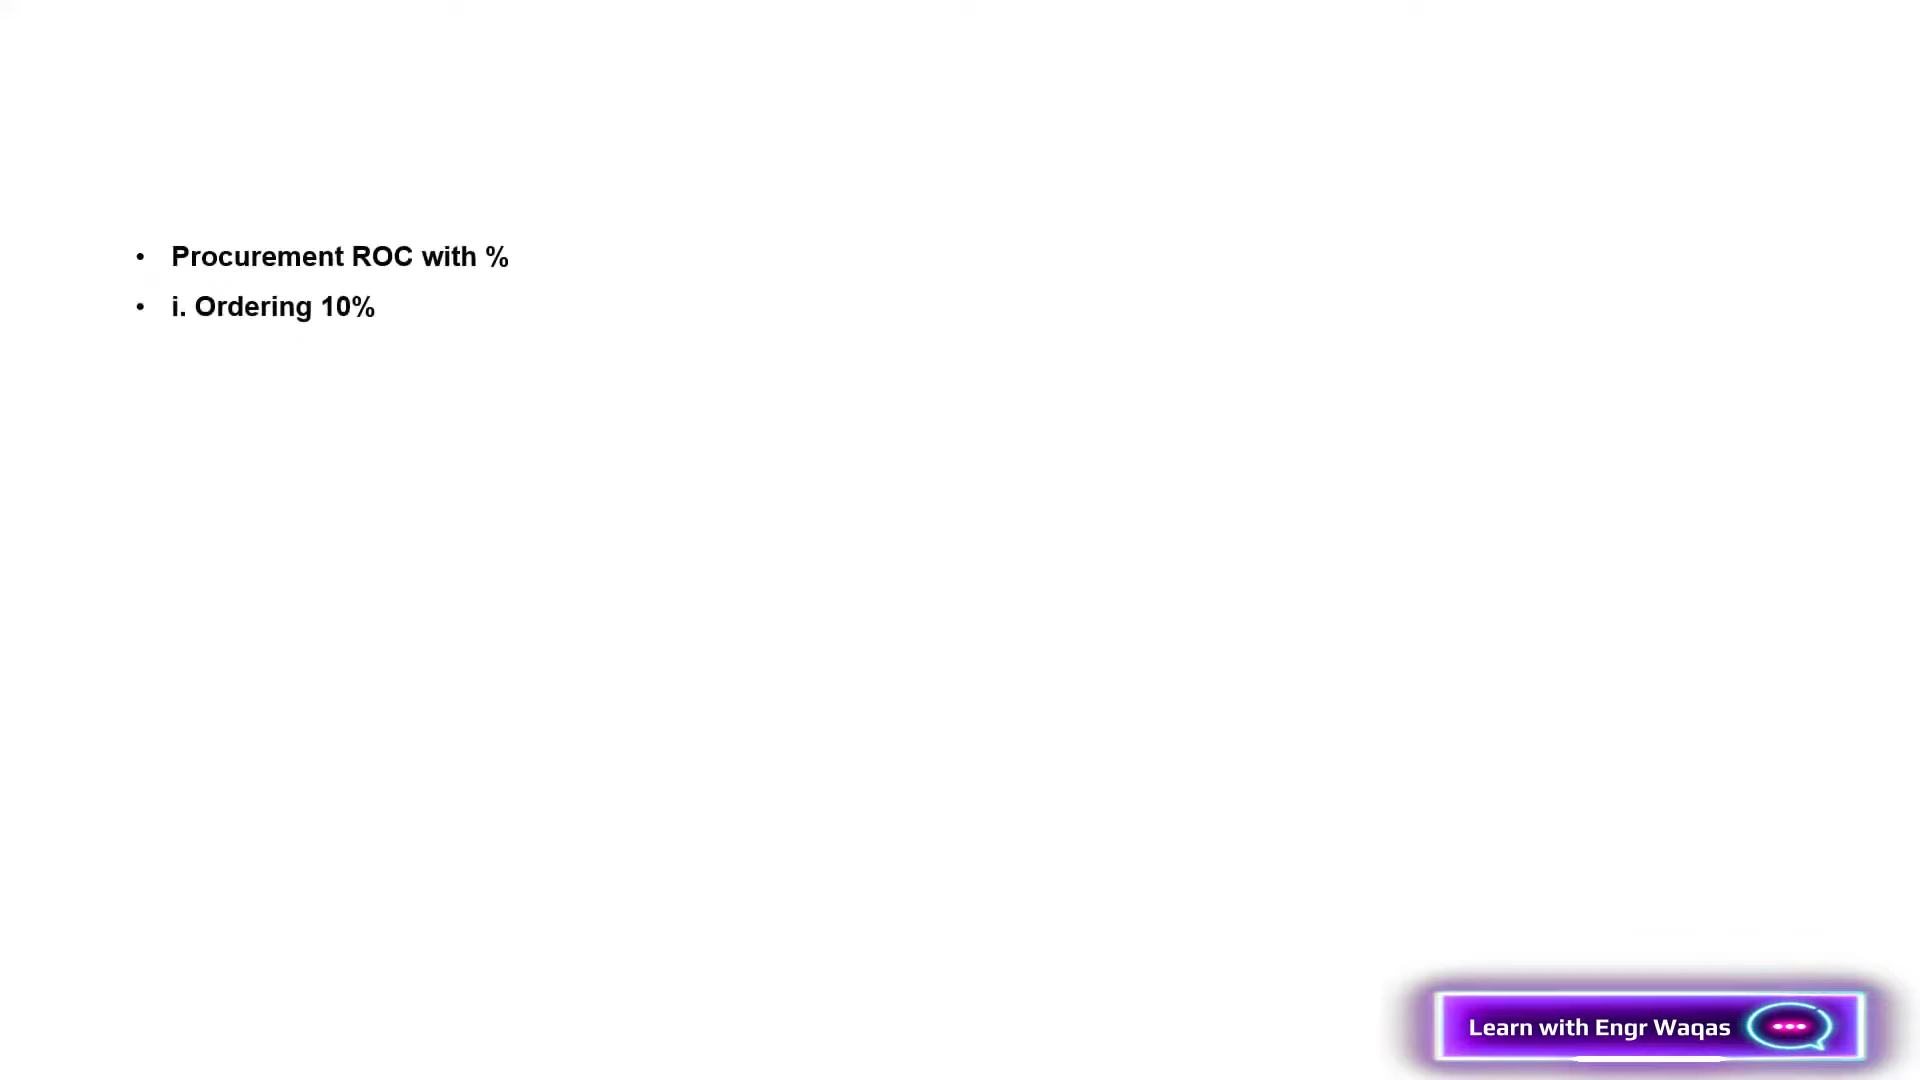 • Procurement ROC with %
• i. Ordering 10%
Learn with Engr Waqas